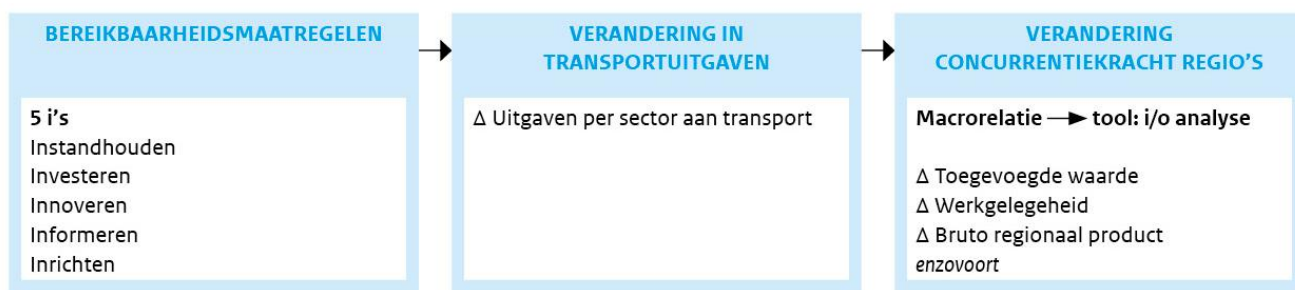 BEREIKBAARHEIDSMAATREGELEN
5 i's
Instandhouden
Investeren
Innoveren
Informeren
Inrichten
VERANDERING IN
TRANSPORTUITGAVEN
Δ Uitgaven per sector aan transport
VERANDERING
CONCURRENTIEKRACHT REGIO'S
Macrorelatie → tool: i/o analyse
Δ Toegevoegde waarde
Δ Werkgelegeheid
Δ Bruto regionaal product
enzovoort